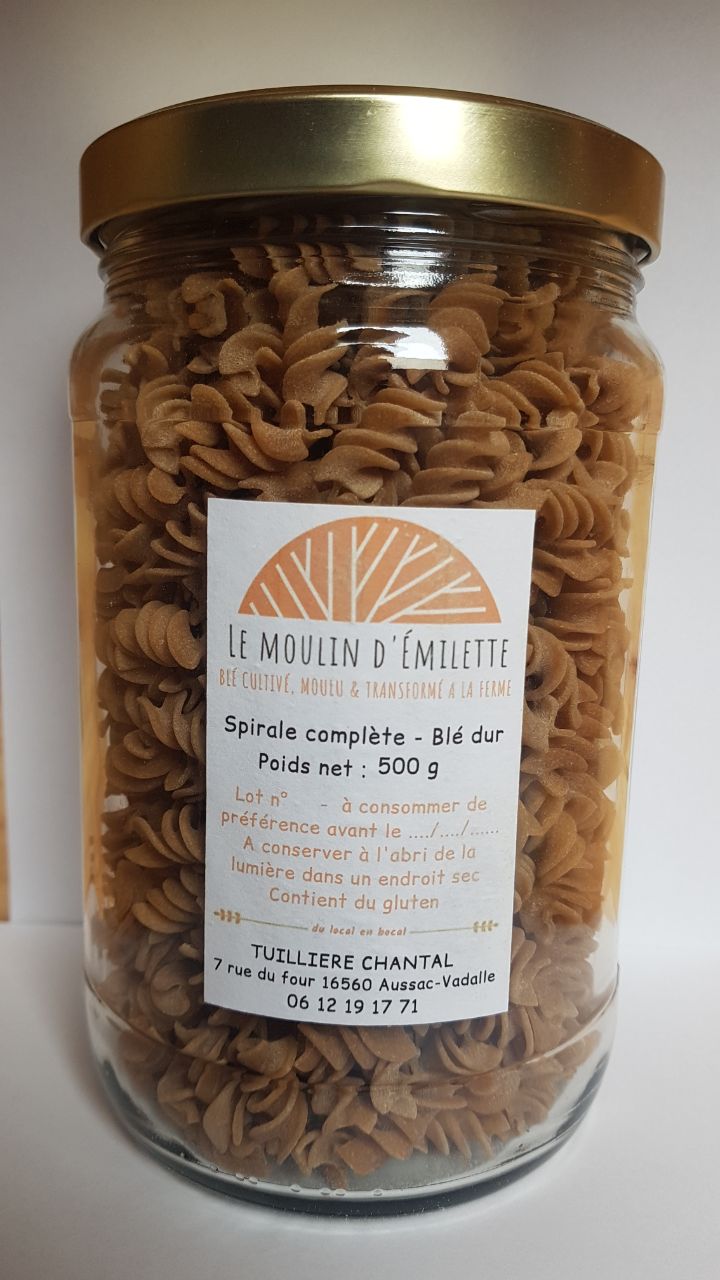 LE MOULIN D'ÉMILETTE
BLÉ CULTIVÉ, MOULU & TRANSFORMÉ A LA FERME
Spirale complète - Blé dur
Poids net : 500 g
Lot n° - à consommer de
préférence avant le ..../..../......
A conserver à l'abri de la
lumière dans un endroit sec
Contient du gluten
du local en bocal
TUILLIERE CHANTAL
7 rue du four 16560 Aussac-Vadalle
06 12 19 17 71